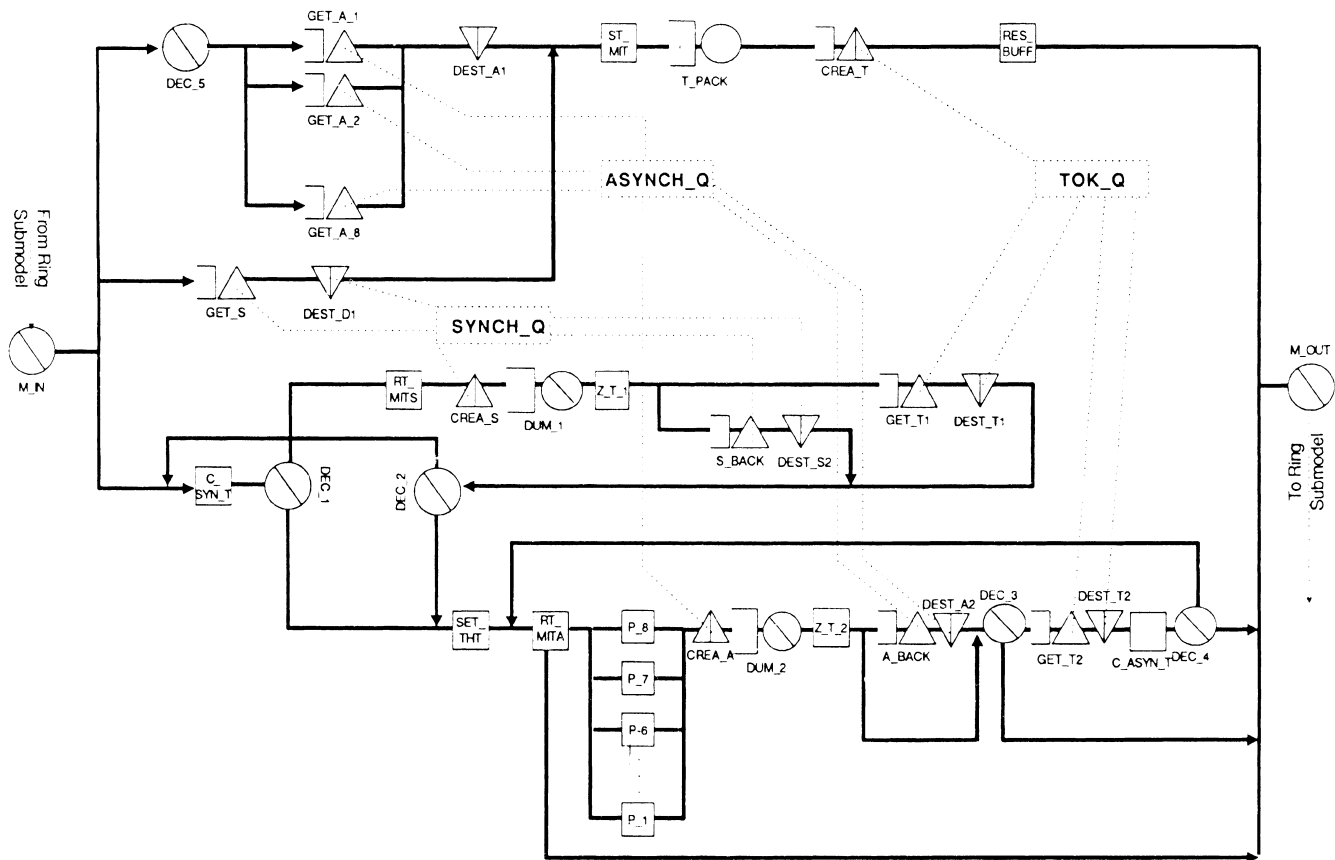 GET_A_1
DEC_5
GET_A_2
GET_A_8
DEST_A1
ST_
MIT
T_PACK
CREA_T
RES_
BUFF
ASYNCH_Q
TOK_Q
From Ring
Submodel
M_IN
GET_S
DEST_D1
SYNCH_Q
RT_
MITS
CREA_S
DUM_1
Z_T_1
S_BACK
DEST_S2
GET_T1
DEST_T1
M_OUT
To Ring
Submodel
C_
SYN_T
DEC_1
DEC_2
SET_
THT
RT_
MITA
P_8
P_7
P-6
P_1
CREA_A
DUM_2
Z_T_2
A_BACK
DEST_A2
DEC_3
GET_T2
DEST_T2
C_ASYN_T
DEC_4